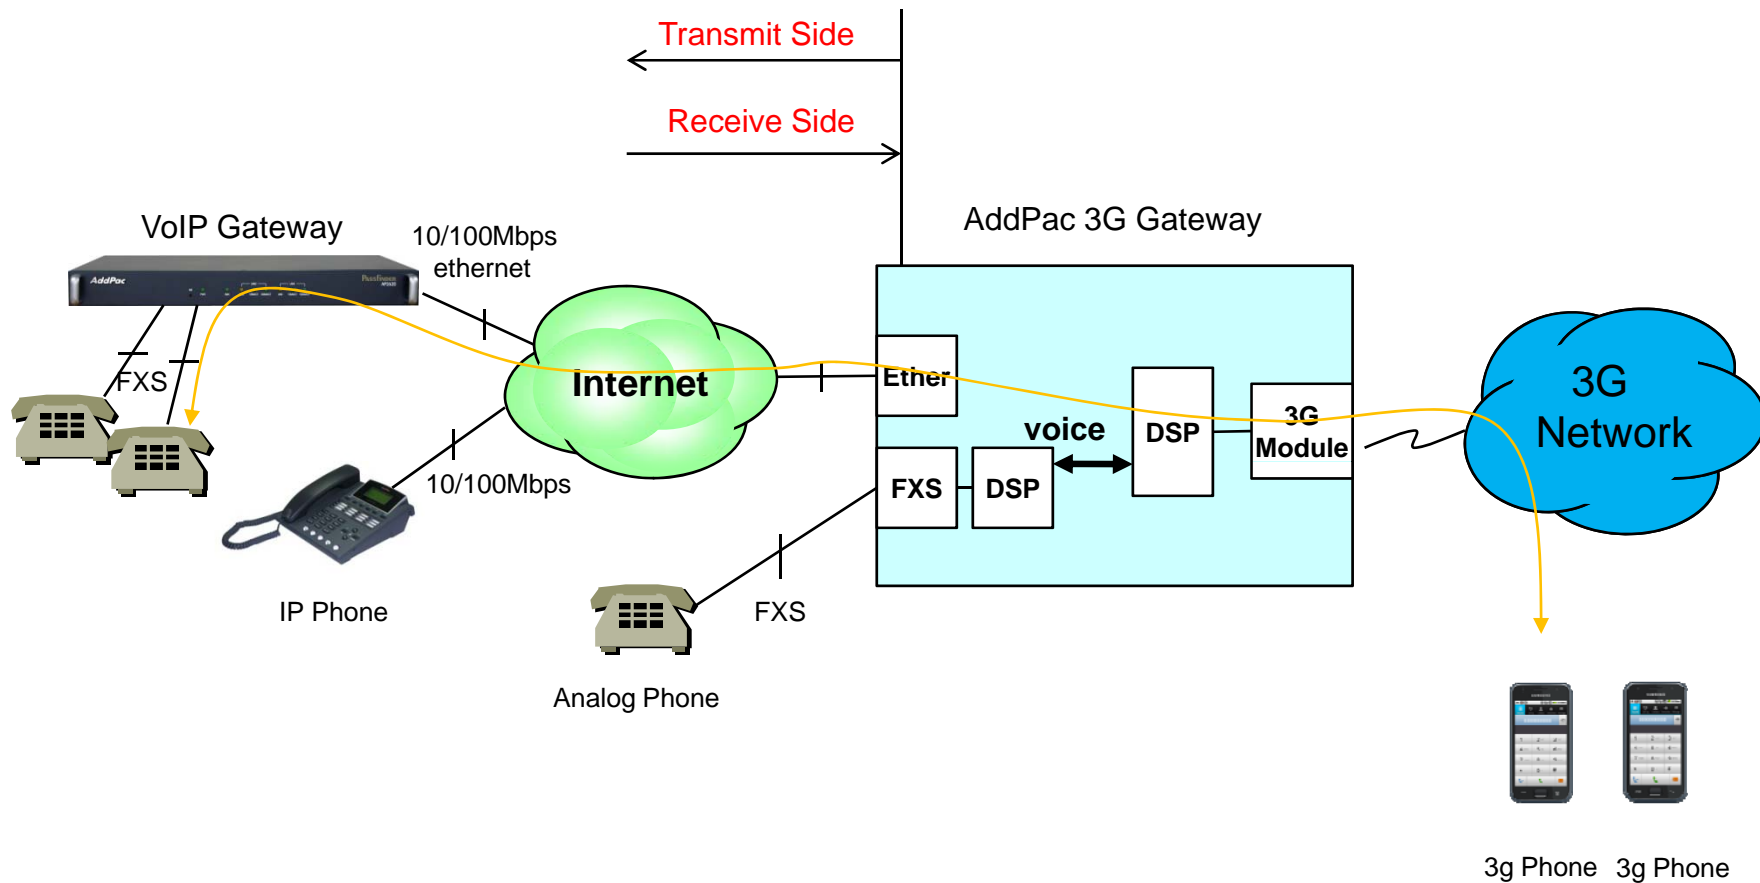 Transmit Side
Receive Side
VoIP Gateway
10/100Mbps
ethernet
AddPac 3G Gateway
AddPac
FXS
Internet
Ether
3G
Network
voice
DSP
3G
Module
10/100Mbps
FXS
DSP
IP Phone
FXS
Analog Phone
3g Phone
3g Phone